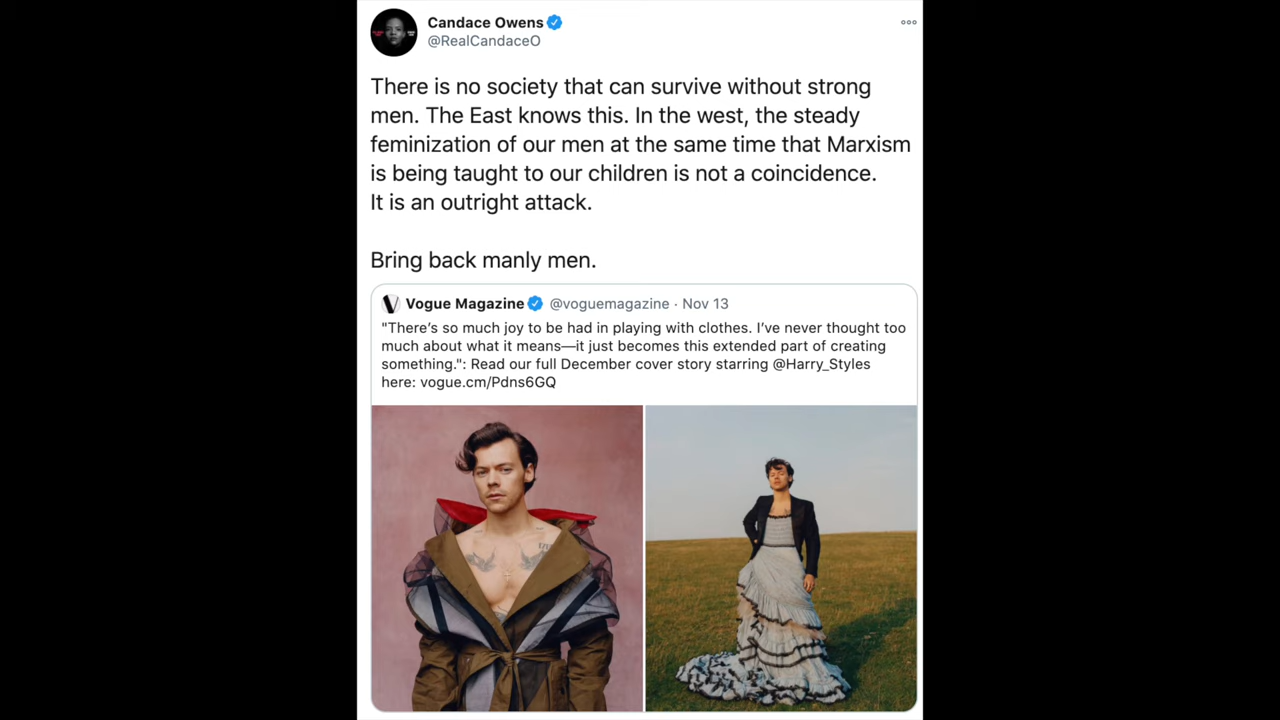 Candace Owens
@RealCandaceO
There is no society that can survive without strong
men. The East knows this. In the west, the steady
feminization of our men at the same time that Marxism
is being taught to our children is not a coincidence.
It is an outright attack.
Bring back manly men.
Vogue Magazine @voguemagazine · Nov 13
"There's so much joy to be had in playing with clothes. I've never thought too
much about what it means—it just becomes this extended part of creating
something.": Read our full December cover story starring @Harry_Styles
here: vogue.cm/Pdns6GQ